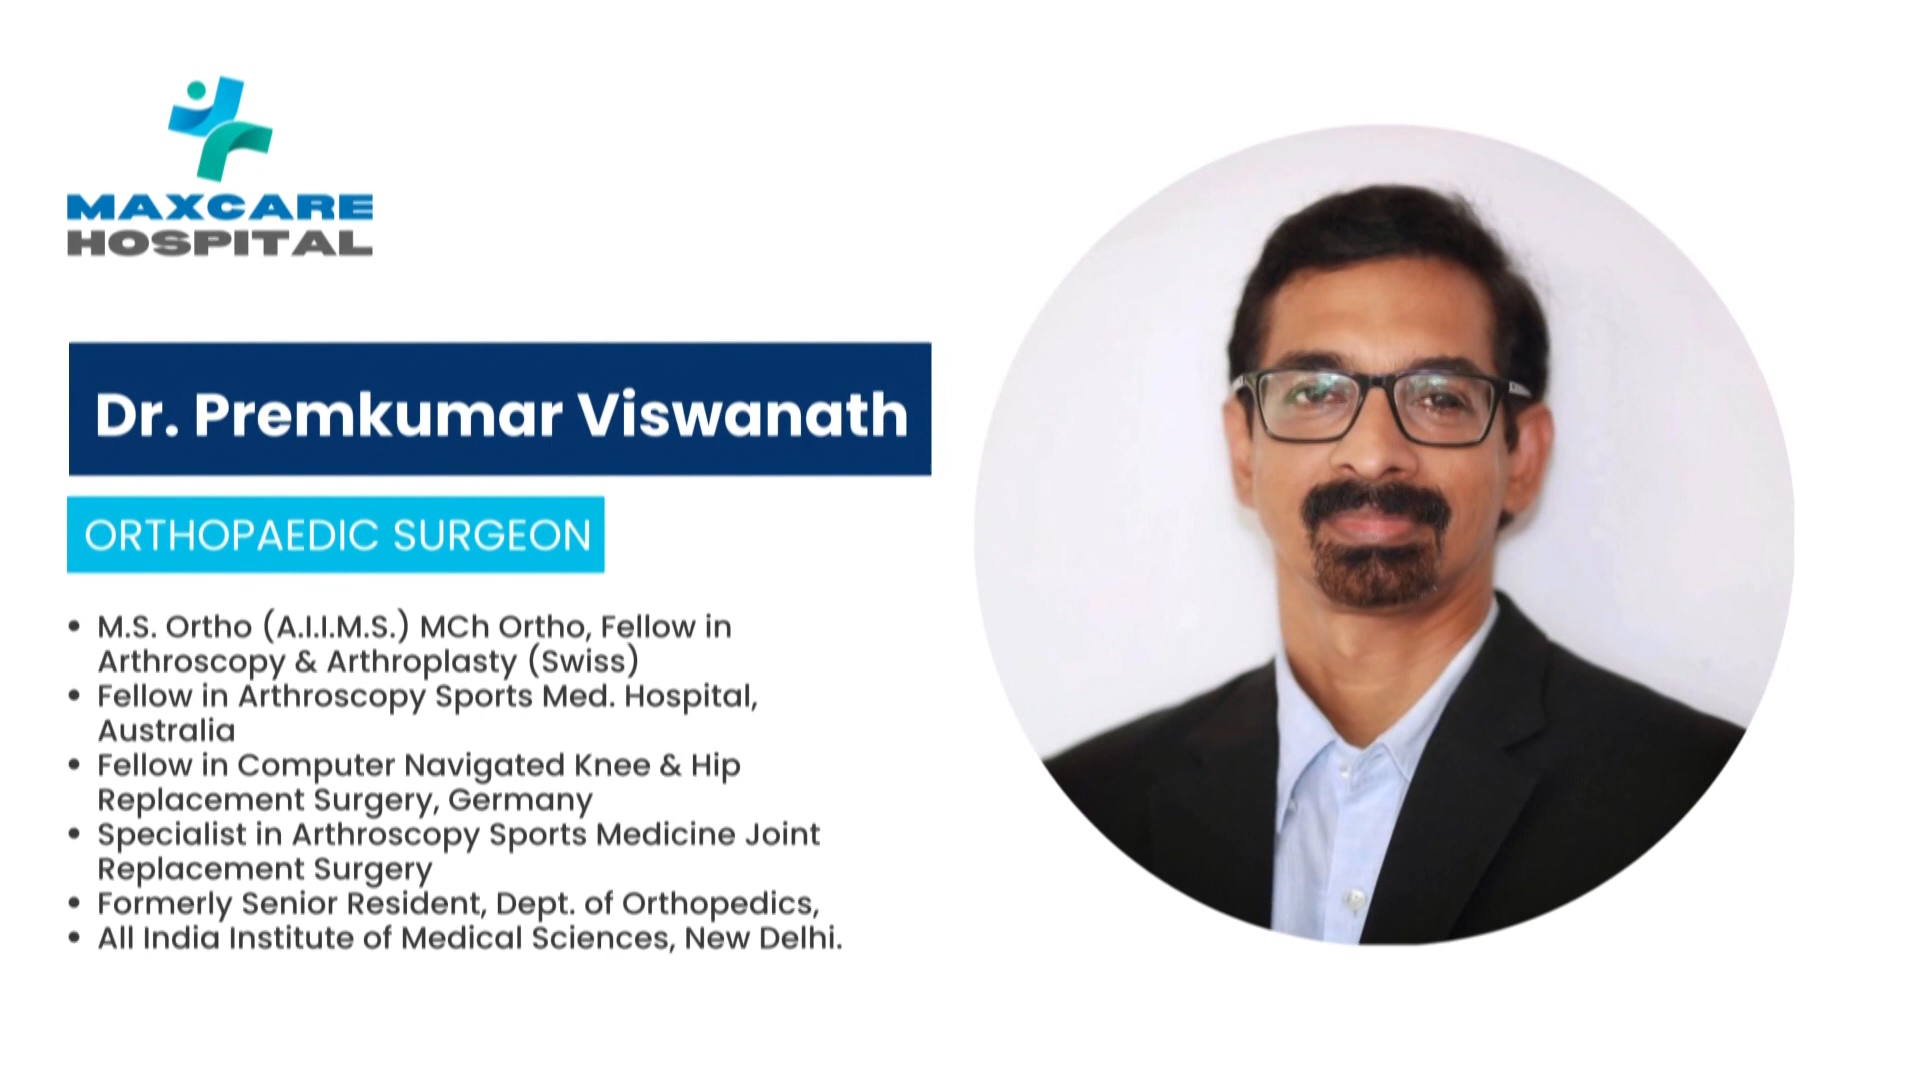 MAXCARE
HOSPITAL
Dr. Premkumar Viswanath
ORTHOPAEDIC SURGEON
• M.S. Ortho (A.I.I.M.S.) MCh Ortho, Fellow in
Arthroscopy & Arthroplasty (Swiss)
• Fellow in Arthroscopy Sports Med. Hospital,
Australia
• Fellow in Computer Navigated Knee & Hip
Replacement Surgery, Germany
• Specialist in Arthroscopy Sports Medicine Joint
Replacement Surgery
• Formerly Senior Resident, Dept. of Orthopedics,
• All India Institute of Medical Sciences, New Delhi.